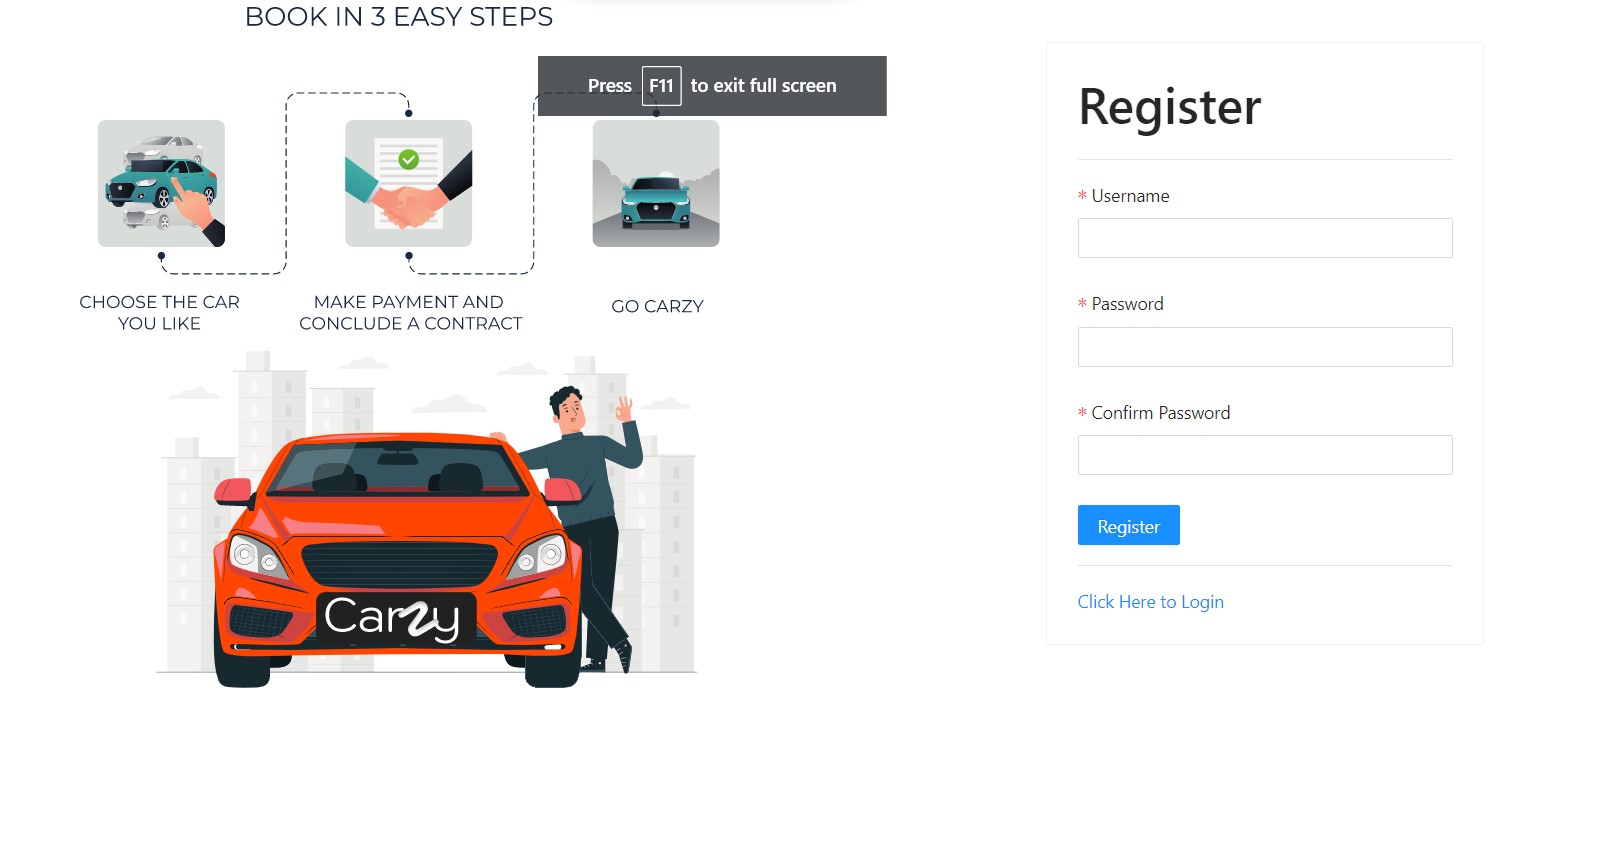 BOOK IN 3 EASY STEPS
Press F11 to exit full screen
CHOOSE THE CAR
YOU LIKE
MAKE PAYMENT AND
CONCLUDE A CONTRACT
GO CARZY
Carzy
Register
* Username
* Password
* Confirm Password
Register
Click Here to Login